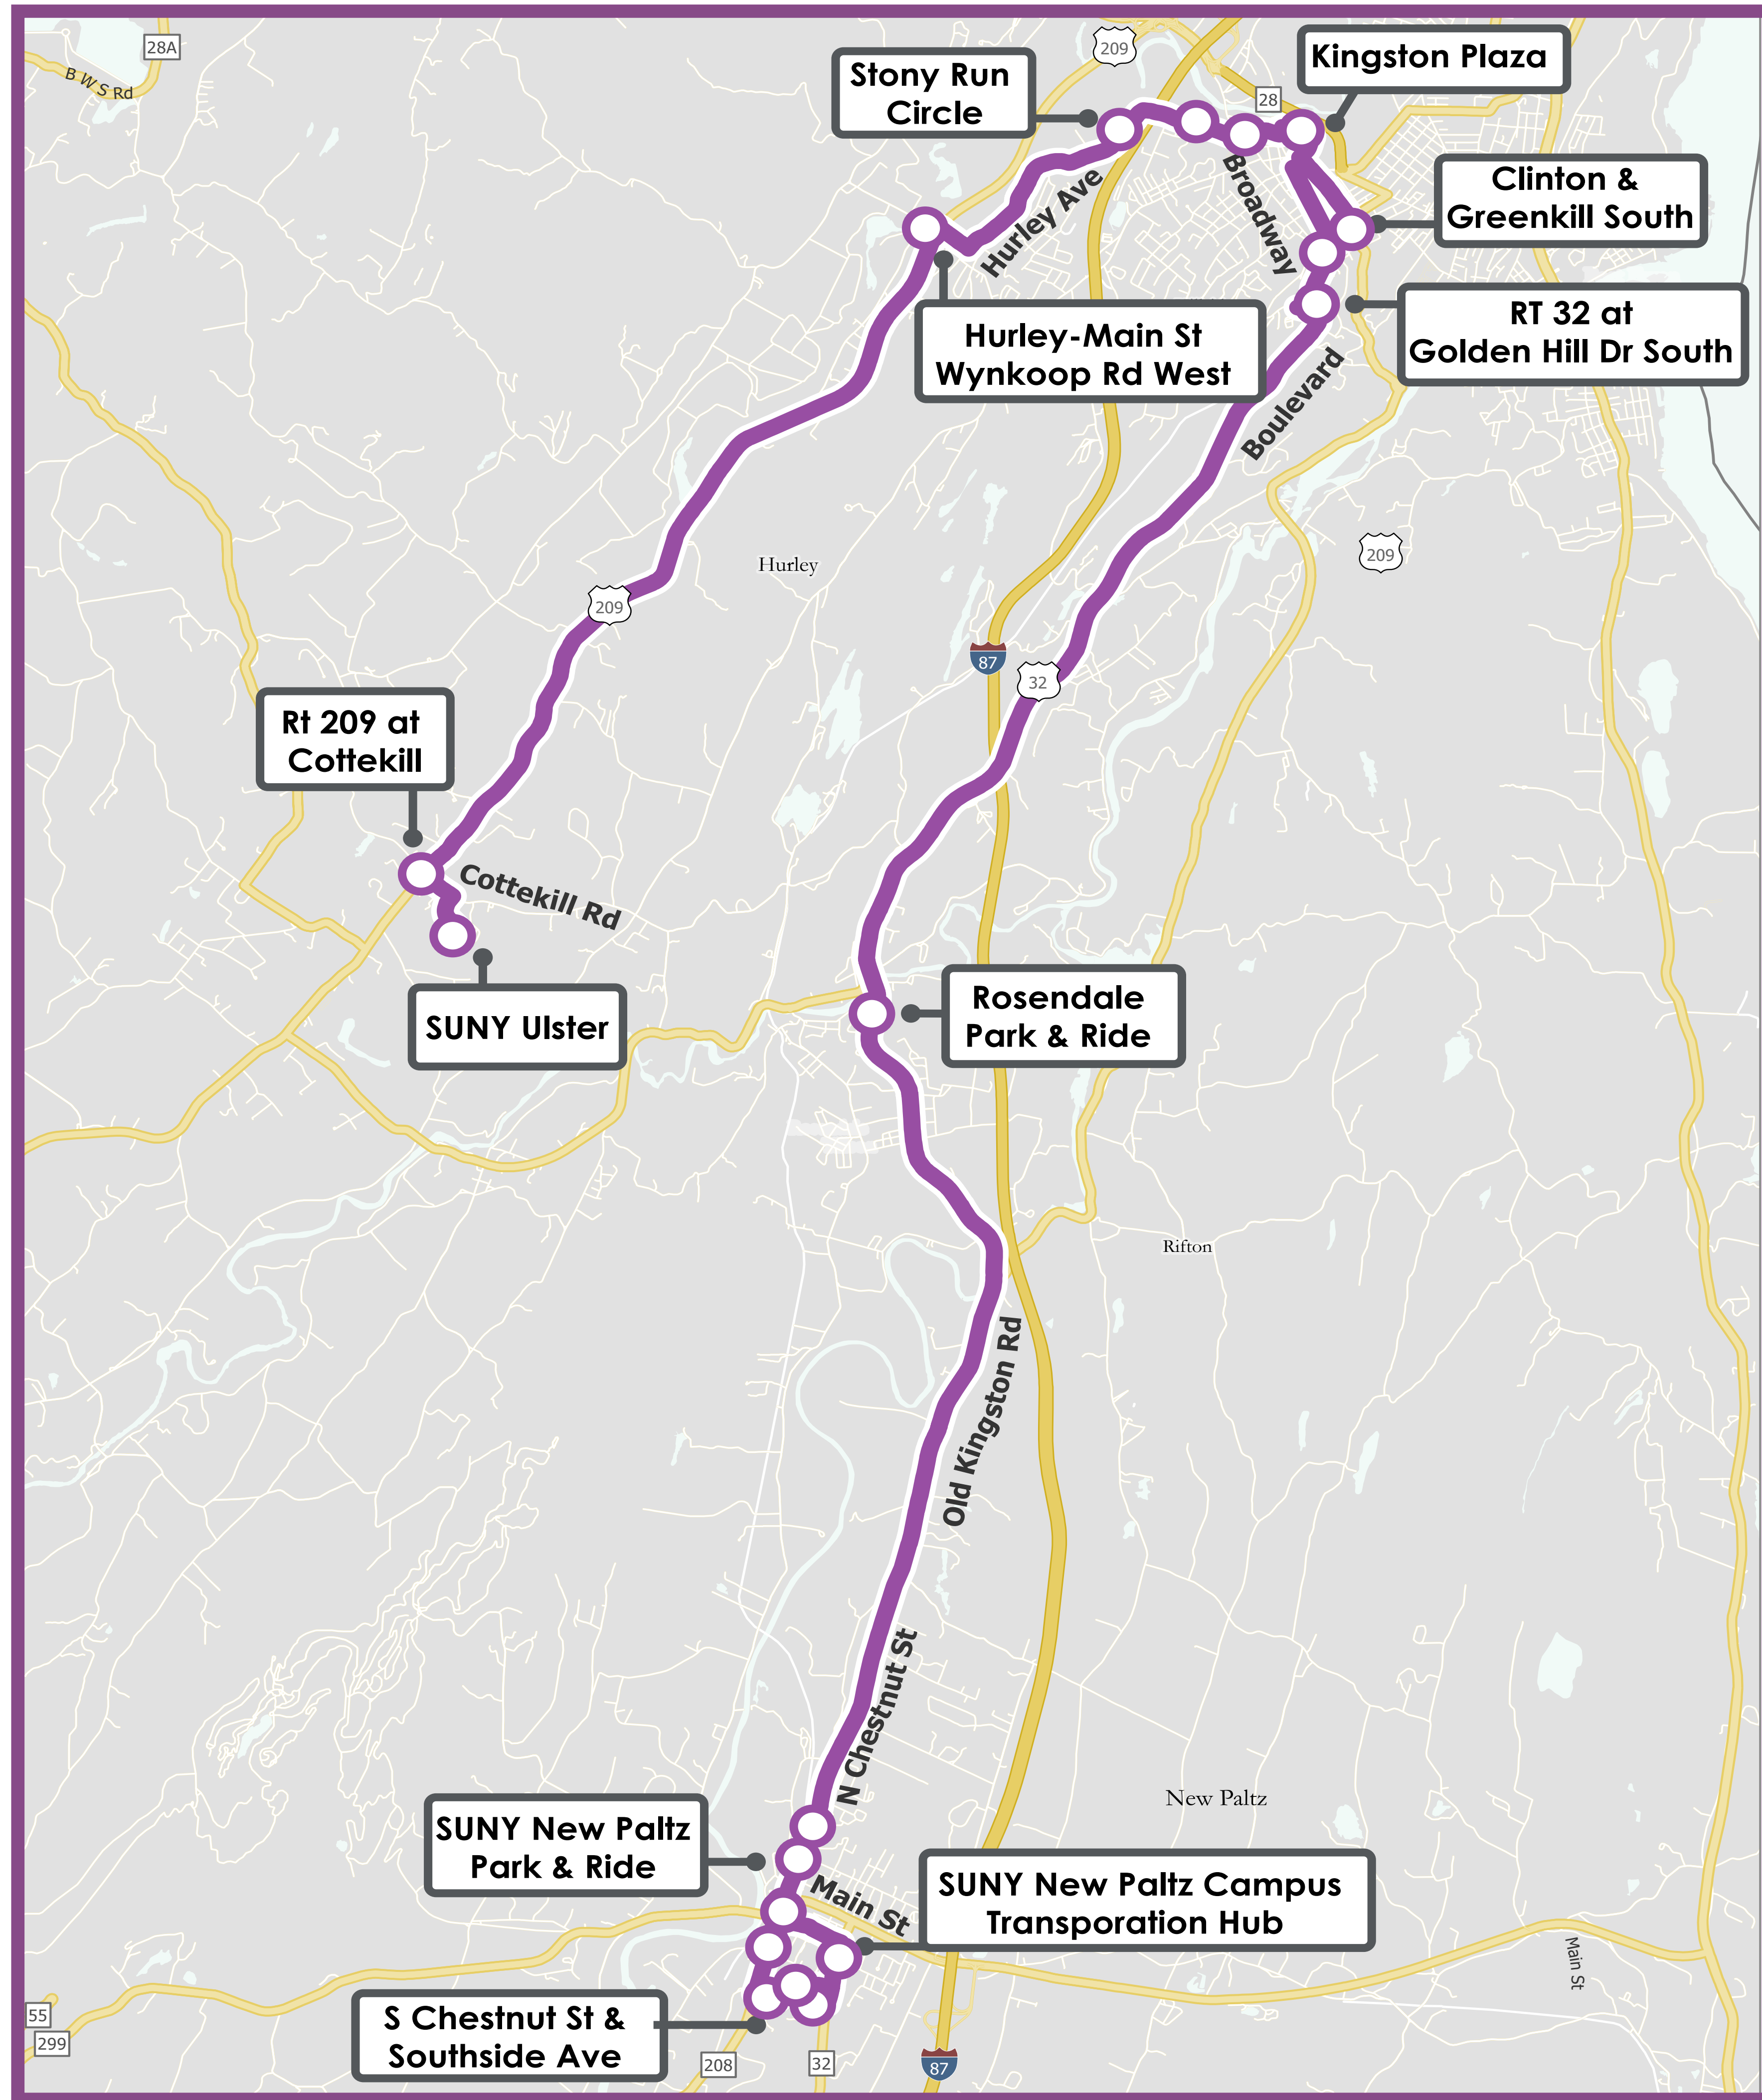 28A
B W S Rd
209
Kingston Plaza
Stony Run
Circle
28
Broadway
Clinton &
Greenkill South
Hurley Ave
RT 32 at
Golden Hill Dr South
Hurley-Main St
Wynkoop Rd West
Boulevard
Hurley
209
209
87
32
Rt 209 at
Cottekill
Cottekill Rd
SUNY Ulster
Rosendale
Park & Ride
Rifton
Old Kingston Rd
N Chestnut St
New Paltz
SUNY New Paltz
Park & Ride
Main St
SUNY New Paltz Campus
Transporation Hub
Main St
55
299
S Chestnut St &
Southside Ave
208
32
87